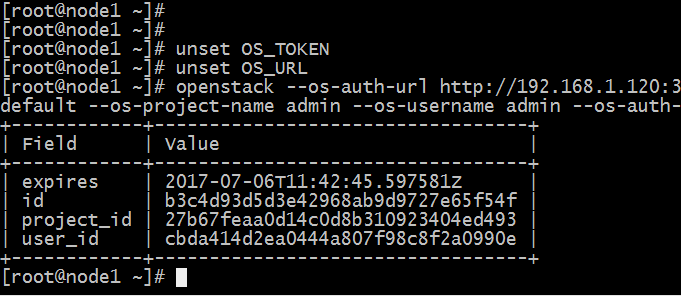 [root@node1 ~]#
[root@node1 ~]#
[root@node1 ~]# unset OS_TOKEN
[root@node1 ~]# unset OS_URL
[root@node1 ~]# openstack --os-auth-url http://192.168.1.120:3
default --os-project-name admin --os-username admin --os-auth-
+------------+----------------------------------+
| Field      | Value                            |
+------------+----------------------------------+
| expires    | 2017-07-06T11:42:45.597581Z      |
| id         | b3c4d93d5d3e42968ab9d9727e65f54f |
| project_id | 27b67feaa0d14c0d8b310923404ed493 |
| user_id    | cbda414d2ea0444a807f98c8f2a0990e |
+------------+----------------------------------+
[root@node1 ~]#